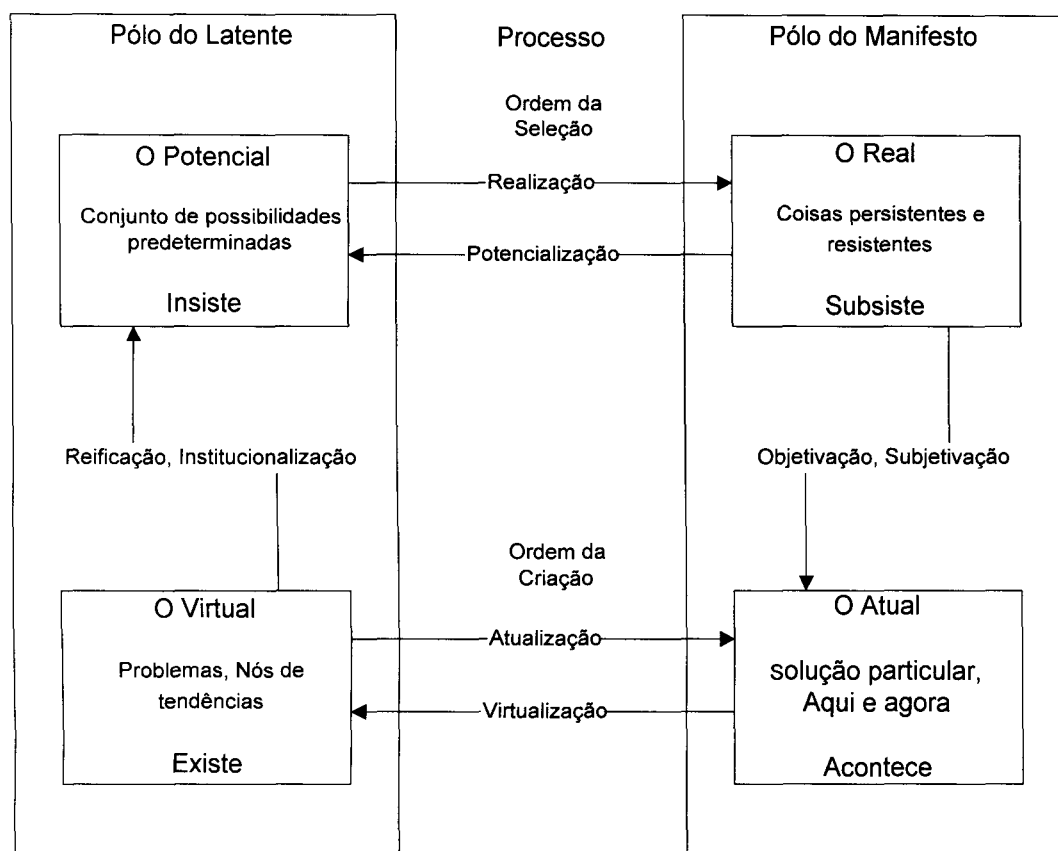 Pólo do Latente
Processo
Pólo do Manifesto
Ordem da
Seleção
O Potencial
Conjunto de possibilidades
predeterminadas
Insiste
Realização
Potencialização
O Real
Coisas persistentes e
resistentes
Subsiste
Reificação, Institucionalização
Objetivação, Subjetivação
Ordem da
Criação
O Virtual
Problemas, Nós de
tendências
Existe
Atualização
Virtualização
O Atual
solução particular,
Aqui e agora
Acontece